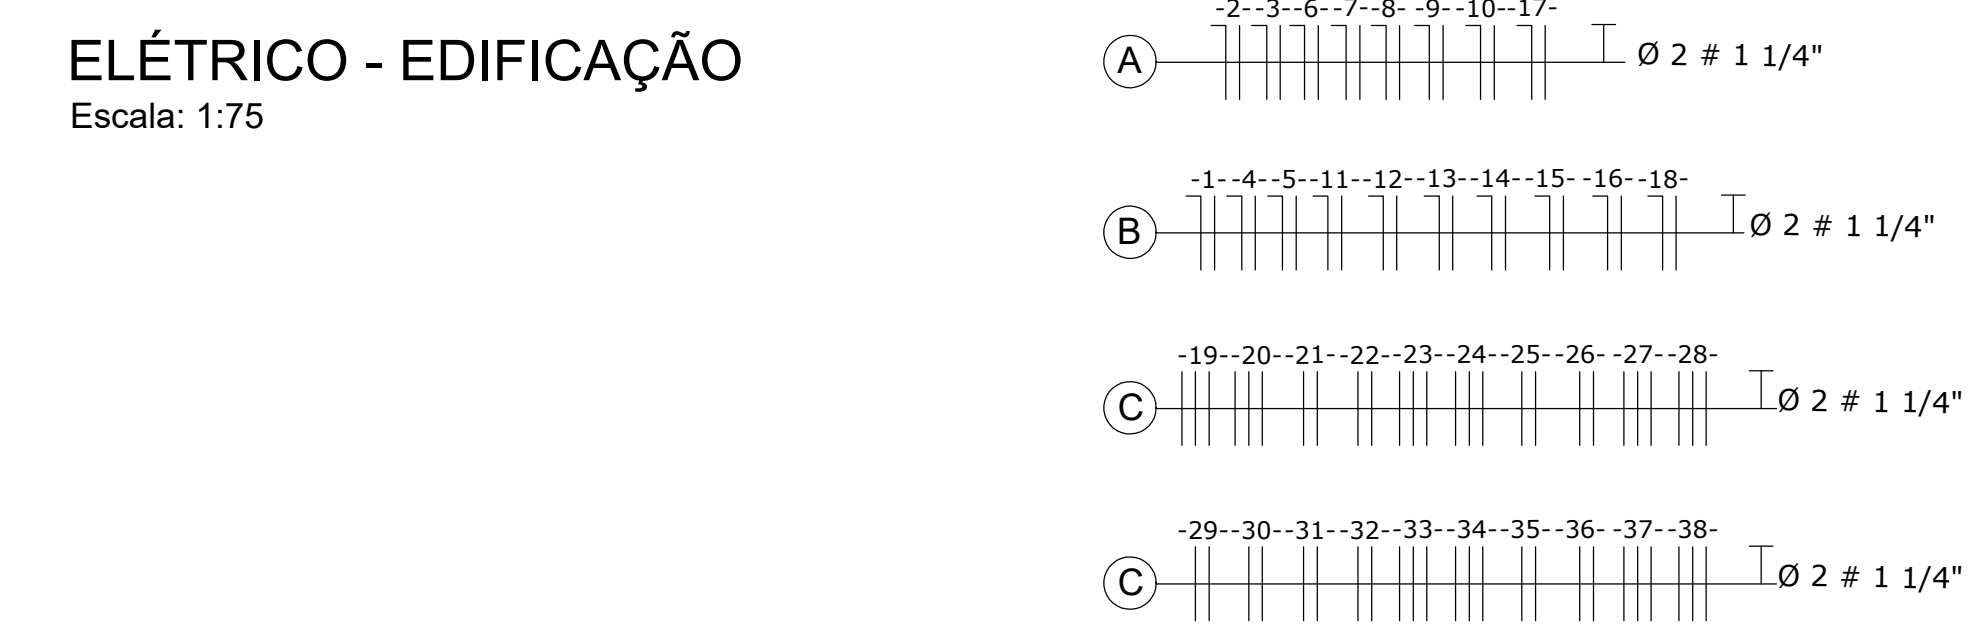 ELÉTRICO - EDIFICAÇÃO
Escala: 1:75
-2--3--6--7--8- -9--10--17-
A Ø 2 # 1 1/4"
-1--4--5--11--12--13--14--15- -16--18-
B Ø 2 # 1 1/4"
-19--20--21--22--23--24--25--26- -27--28-
C Ø 2 # 1 1/4"
-29--30--31--32--33--34--35--36- -37--38-
C Ø 2 # 1 1/4"